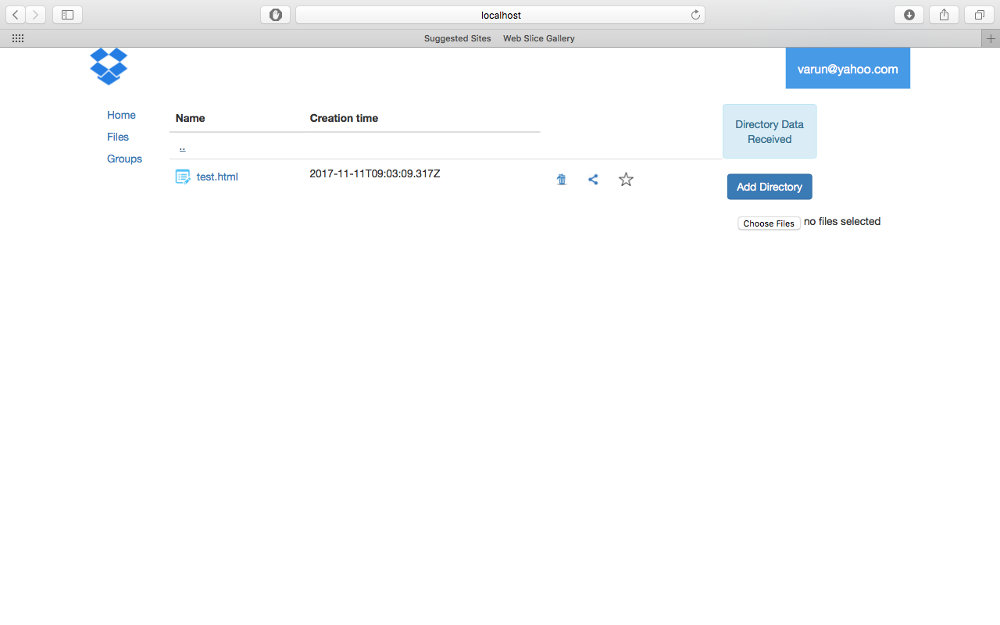 localhost
Suggested Sites Web Slice Gallery
varun@yahoo.com
Home
Files
Groups
Name Creation time
..
test.html 2017-11-11T09:03:09.317Z
Directory Data
Received
Add Directory
Choose Files no files selected